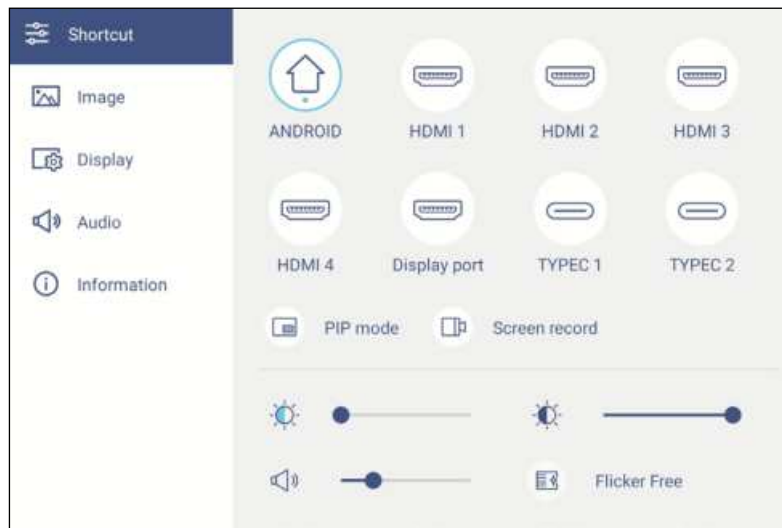 Shortcut
Image
Display
Audio
Information
ANDROID
HDMI 1
HDMI 2
HDMI 3
HDMI 4
Display port
TYPEC 1
TYPEC 2
PIP mode
Screen record
Flicker Free